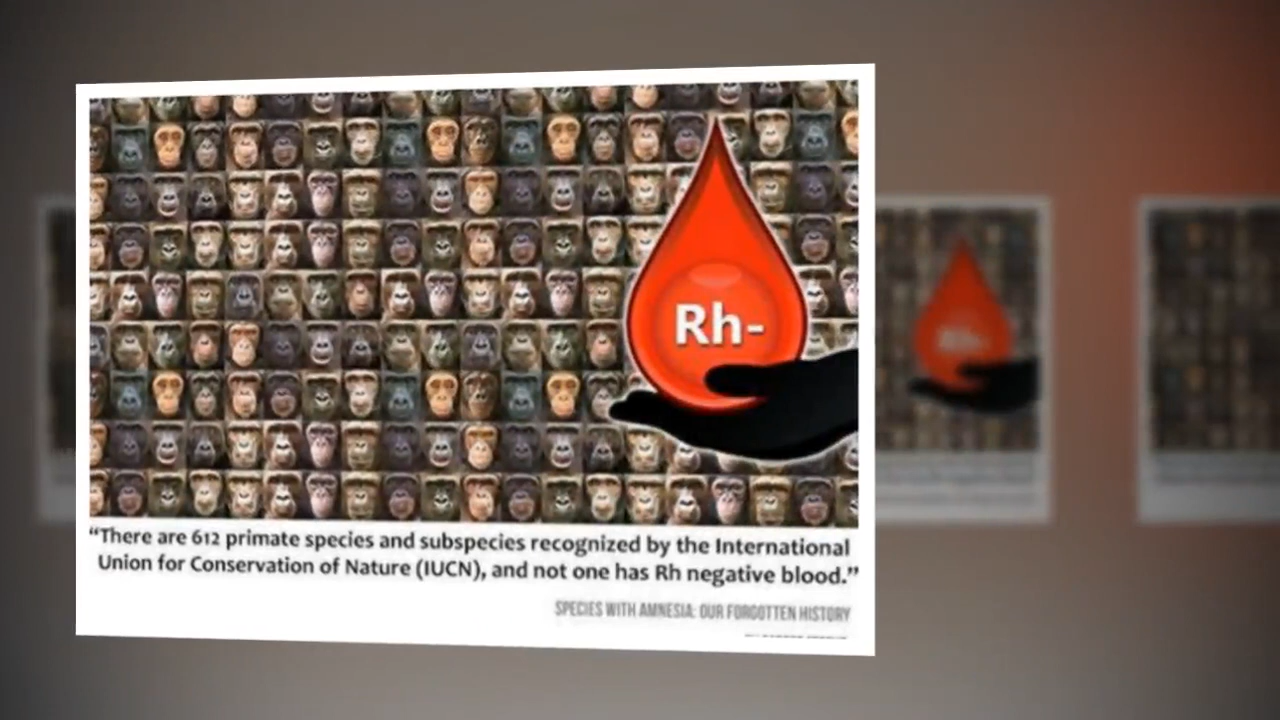 Rh-
“There are 612 primate species and subspecies recognized by the International
Union for Conservation of Nature (IUCN), and not one has Rh negative blood.”
SPECIES WITH AMNESIA: OUR FORGOTTEN HISTORY